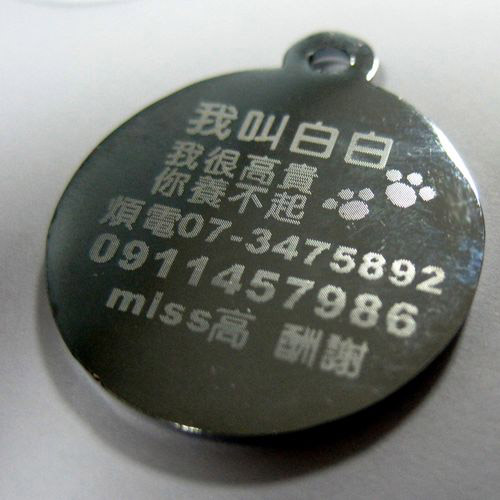 我叫白白
我很高貴
你養不起
煩電07-3475892
0911457986
miss高 酬謝